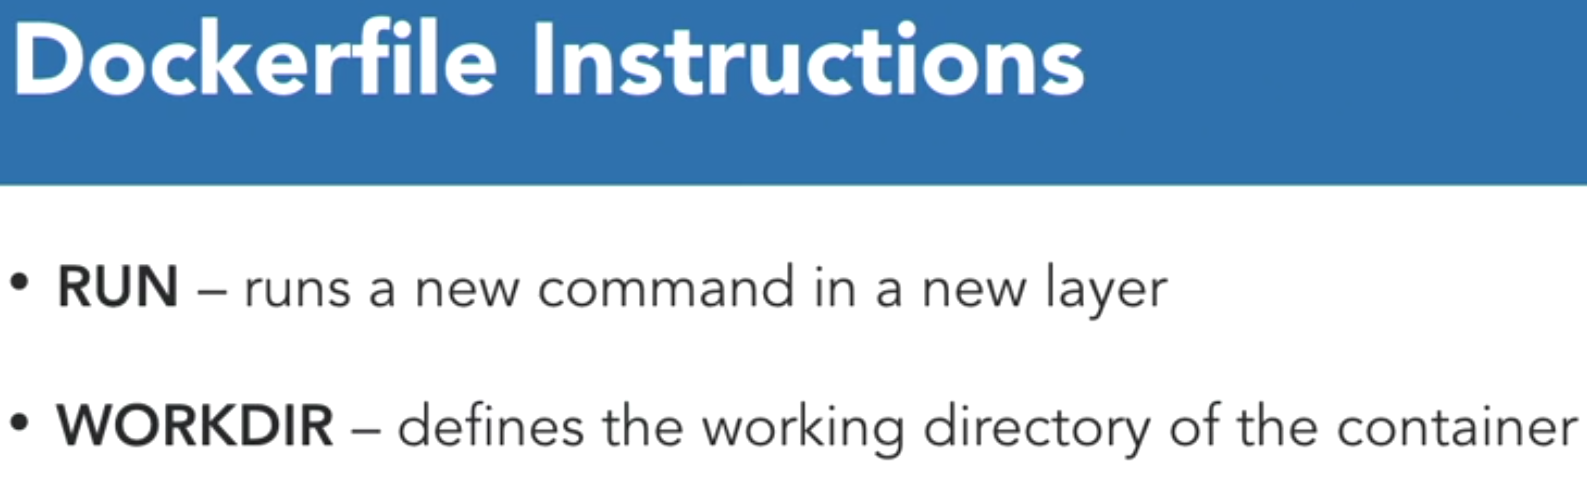 Dockerfile Instructions
• RUN – runs a new command in a new layer
• WORKDIR – defines the working directory of the container